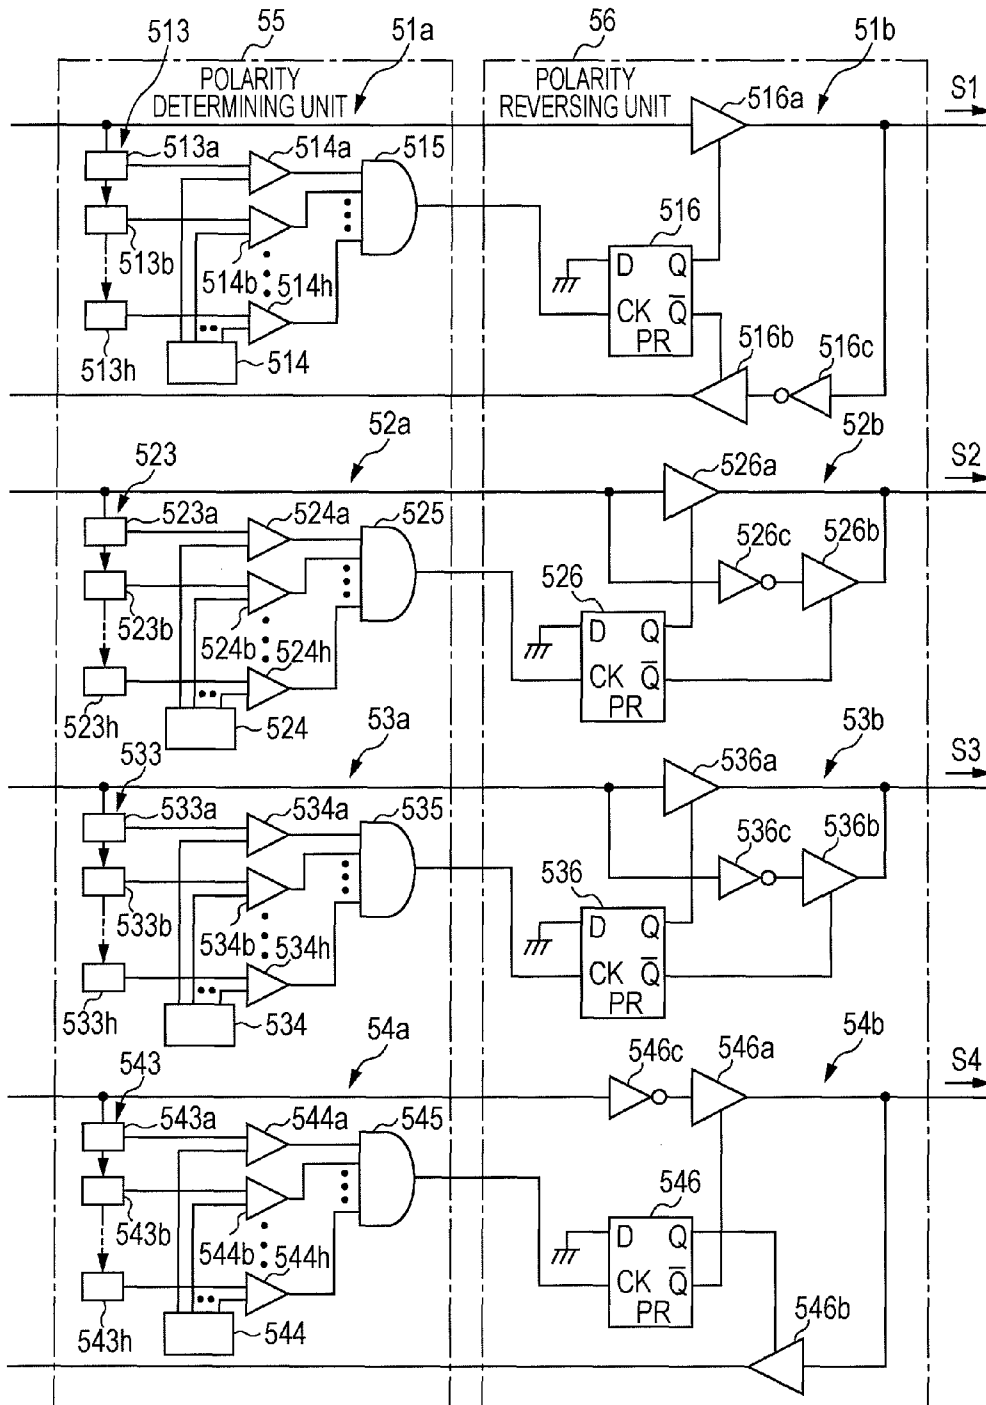 513 55 51a 56 51b
POLARITY DETERMINING UNIT
POLARITY REVERSING UNIT
516a S1
513a 514a 515
513b 514b 514h
513h 514
516
D Q
CK Q̅
PR
516b 516c
523 52a 526a 52b S2
523a 524a 525
526c 526b
523b 524b 524h
523h 524
526
D Q
CK Q̅
PR
533 53a 536a 53b S3
533a 534a 535
536c 536b
533b 534b 534h
533h 534
536
D Q
CK Q̅
PR
543 54a 546c 546a 54b S4
543a 544a 545
543b 544b 544h
543h 544
546
D Q
CK Q̅
PR
546b